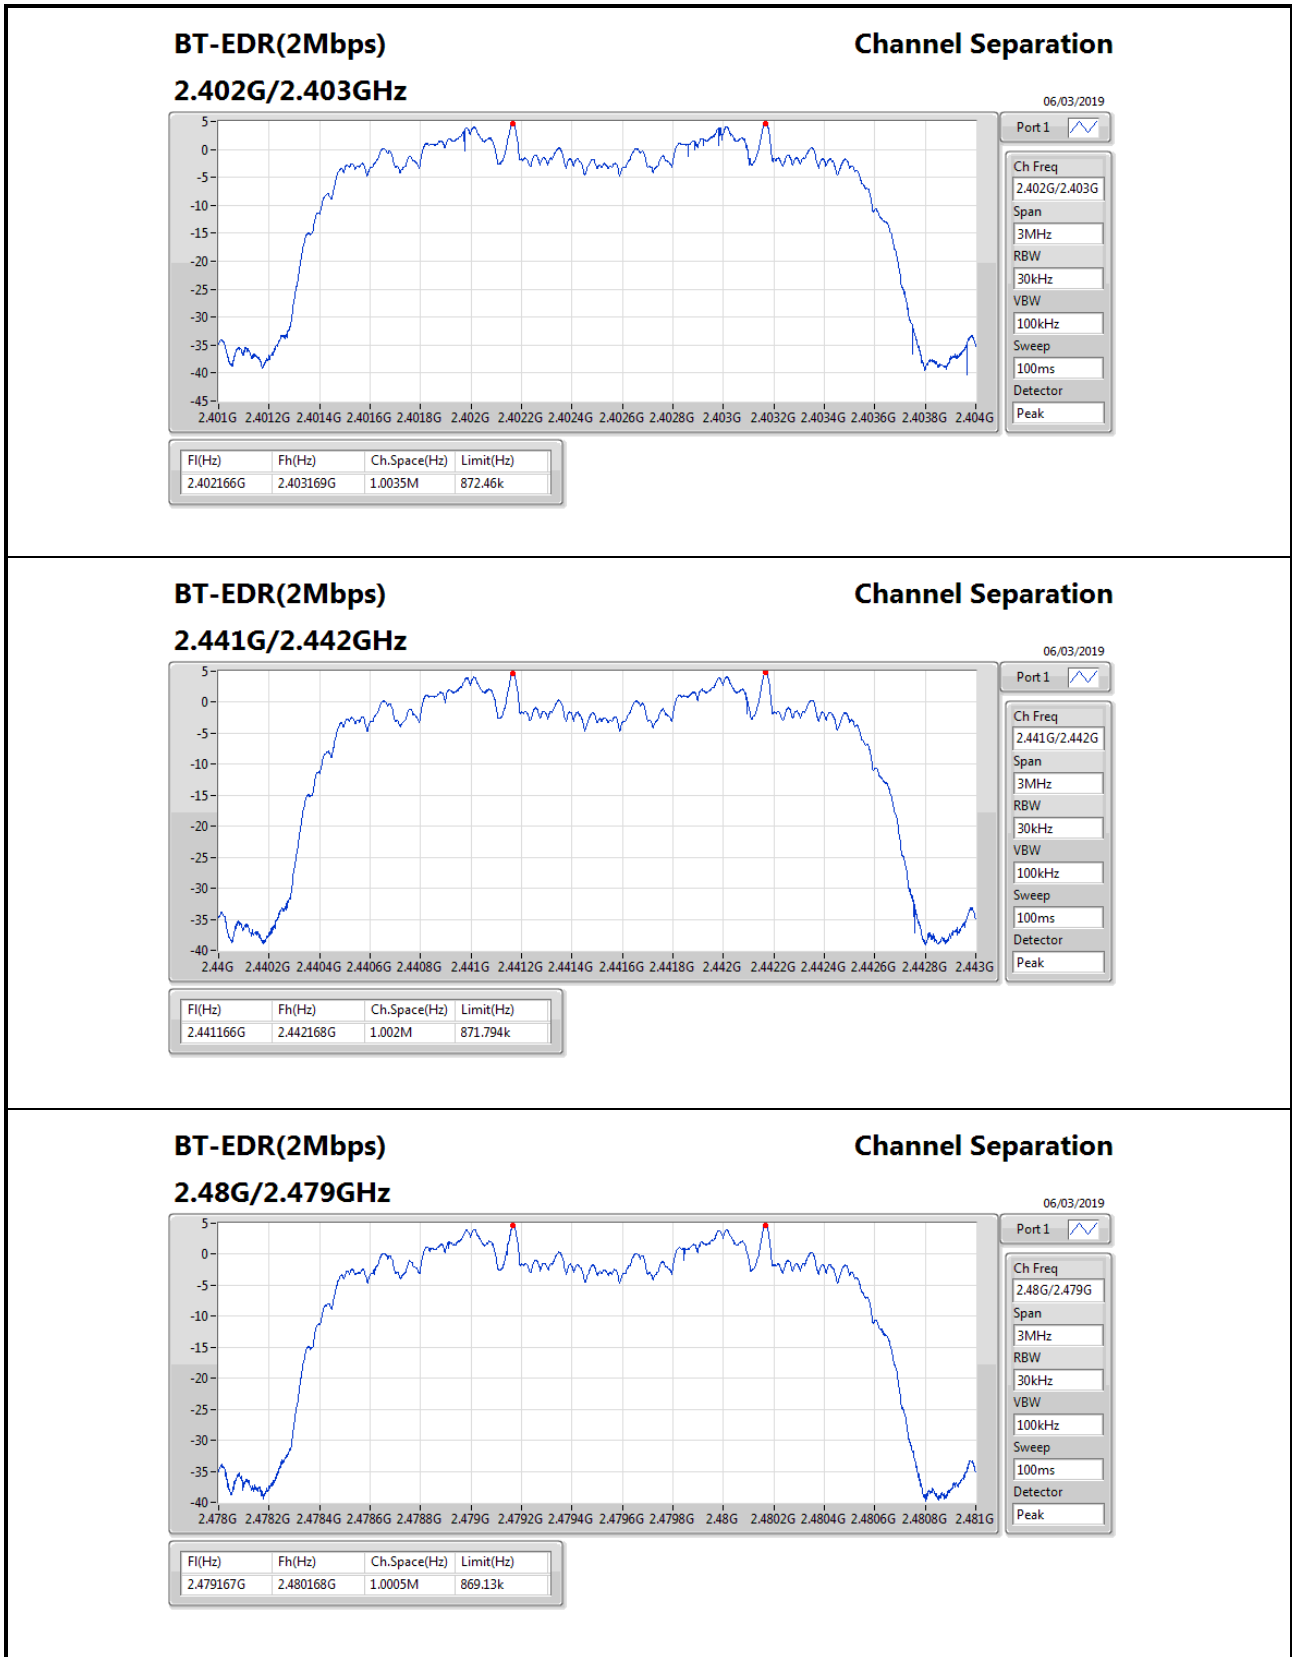 BT-EDR(2Mbps) Channel Separation
2.402G/2.403GHz
06/03/2019
Port 1
5
0
-5
-10
-15
-20
-25
-30
-35
-40
-45
2.401G 2.4012G 2.4014G 2.4016G 2.4018G 2.402G 2.4022G 2.4024G 2.4026G 2.4028G 2.403G 2.4032G 2.4034G 2.4036G 2.4038G 2.404G
Ch Freq
2.402G/2.403G
Span
3MHz
RBW
30kHz
VBW
100kHz
Sweep
100ms
Detector
Peak
Fl(Hz) Fh(Hz) Ch.Space(Hz) Limit(Hz)
2.402166G 2.403169G 1.0035M 872.46k
BT-EDR(2Mbps) Channel Separation
2.441G/2.442GHz
06/03/2019
Port 1
5
0
-5
-10
-15
-20
-25
-30
-35
-40
2.44G 2.4402G 2.4404G 2.4406G 2.4408G 2.441G 2.4412G 2.4414G 2.4416G 2.4418G 2.442G 2.4422G 2.4424G 2.4426G 2.4428G 2.443G
Ch Freq
2.441G/2.442G
Span
3MHz
RBW
30kHz
VBW
100kHz
Sweep
100ms
Detector
Peak
Fl(Hz) Fh(Hz) Ch.Space(Hz) Limit(Hz)
2.441166G 2.442168G 1.002M 871.794k
BT-EDR(2Mbps) Channel Separation
2.48G/2.479GHz
06/03/2019
Port 1
5
0
-5
-10
-15
-20
-25
-30
-35
-40
2.478G 2.4782G 2.4784G 2.4786G 2.4788G 2.479G 2.4792G 2.4794G 2.4796G 2.4798G 2.48G 2.4802G 2.4804G 2.4806G 2.4808G 2.481G
Ch Freq
2.48G/2.479G
Span
3MHz
RBW
30kHz
VBW
100kHz
Sweep
100ms
Detector
Peak
Fl(Hz) Fh(Hz) Ch.Space(Hz) Limit(Hz)
2.479167G 2.480168G 1.0005M 869.13k